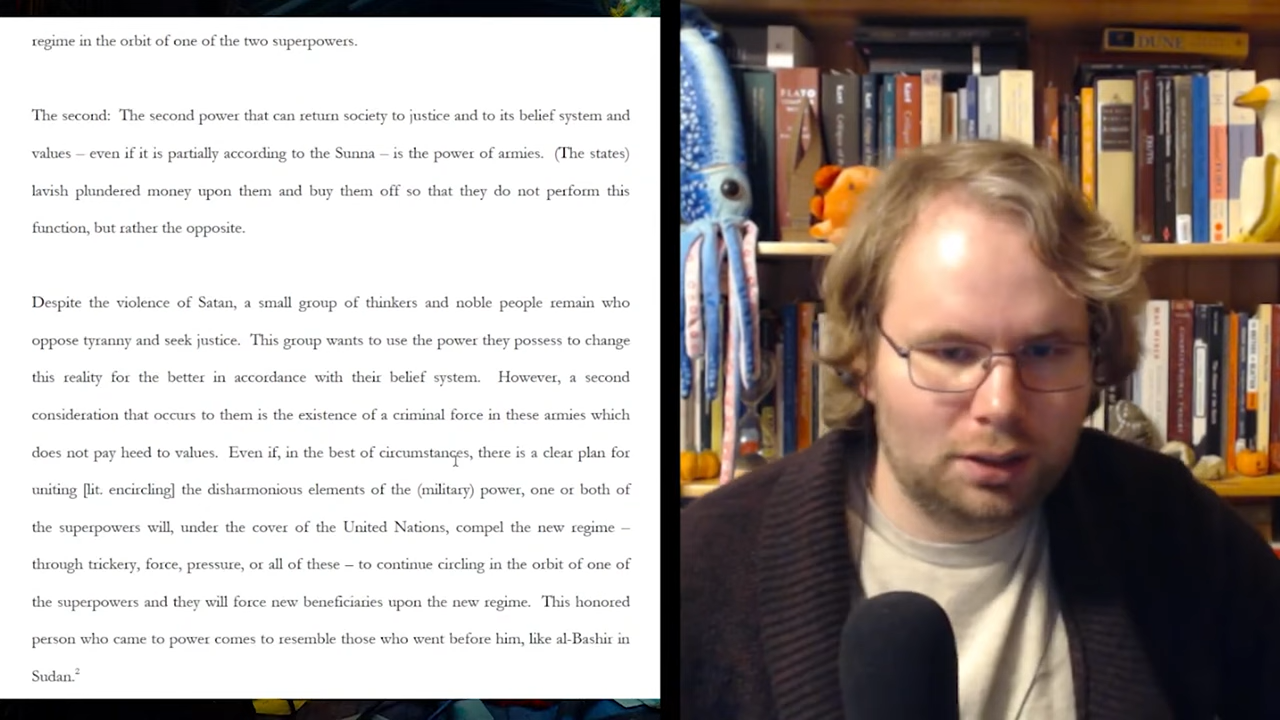 regime in the orbit of one of the two superpowers.
The second: The second power that can return society to justice and to its belief system and
values – even if it is partially according to the Sunna – is the power of armies. (The states)
lavish plundered money upon them and buy them off so that they do not perform this
function, but rather the opposite.
Despite the violence of Satan, a small group of thinkers and noble people remain who
oppose tyranny and seek justice. This group wants to use the power they possess to change
this reality for the better in accordance with their belief system. However, a second
consideration that occurs to them is the existence of a criminal force in these armies which
does not pay heed to values. Even if, in the best of circumstances, there is a clear plan for
uniting [lit. encircling] the disharmonious elements of the (military) power, one or both of
the superpowers will, under the cover of the United Nations, compel the new regime –
through trickery, force, pressure, or all of these – to continue circling in the orbit of one of
the superpowers and they will force new beneficiaries upon the new regime. This honored
person who came to power comes to resemble those who went before him, like al-Bashir in
Sudan.2
DUNE
PLATO
Kant
Kant
Kant